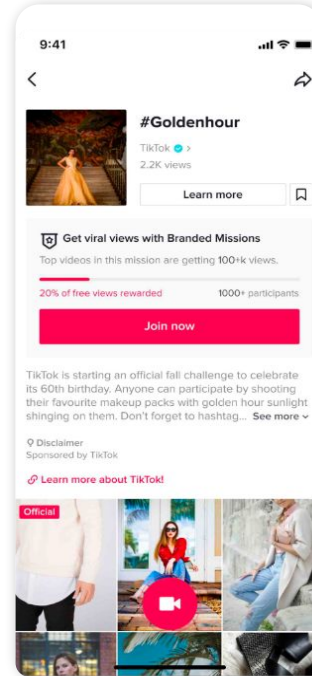 9:41
#Goldenhour
TikTok >
2.2K views
Learn more
Get viral views with Branded Missions
Top videos in this mission are getting 100+k views.
20% of free views rewarded 1000+ participants
Join now
TikTok is starting an official fall challenge to celebrate
its 60th birthday. Anyone can participate by shooting
their favourite makeup packs with golden hour sunlight
shinging on them. Don't forget to hashtag... See more
Disclaimer
Sponsored by TikTok
Learn more about TikTok!
Official